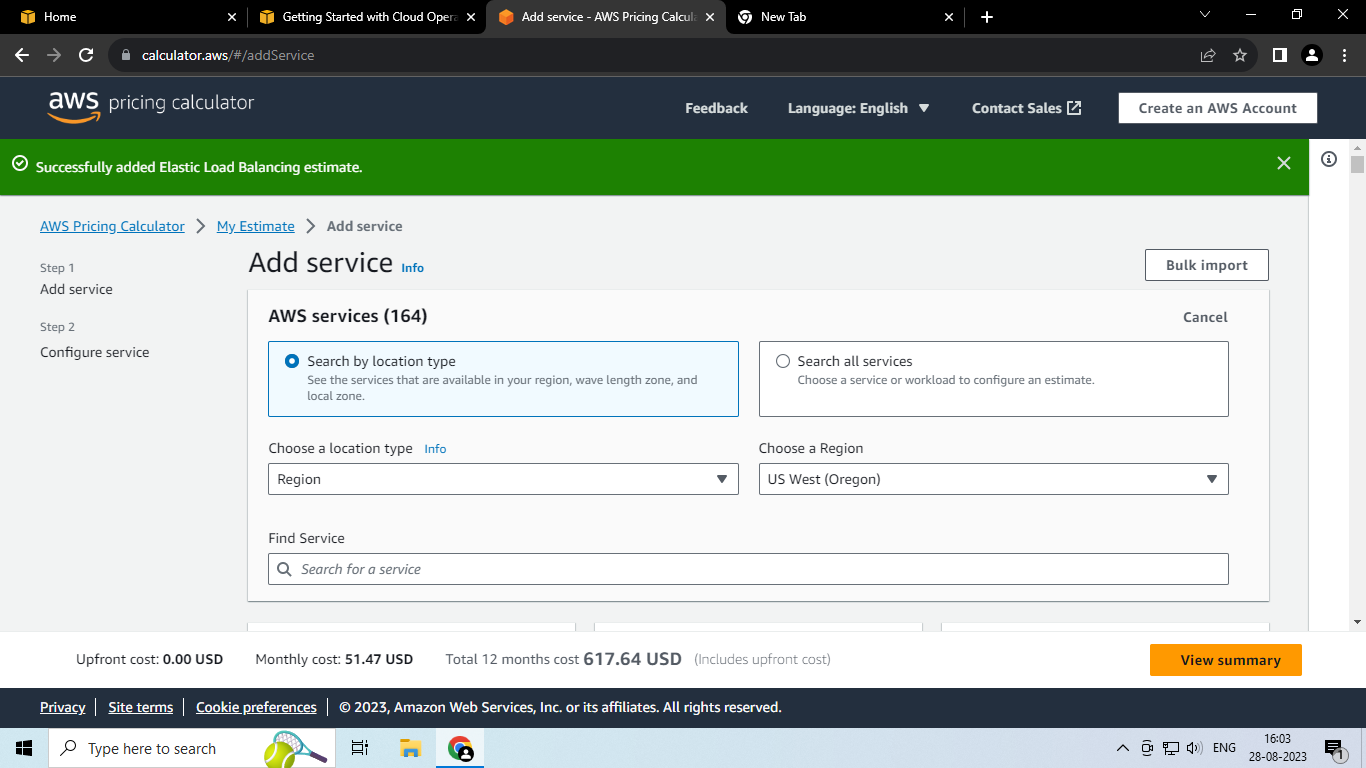 Home
Getting Started with Cloud Opera
Add service - AWS Pricing Calcula
New Tab
calculator.aws/#/addService
aws pricing calculator
Feedback
Language: English
Contact Sales
Create an AWS Account
Successfully added Elastic Load Balancing estimate.
AWS Pricing Calculator
My Estimate
Add service
Step 1
Add service
Step 2
Configure service
Add service Info
Bulk import
AWS services (164)
Cancel
Search by location type
See the services that are available in your region, wave length zone, and
local zone.
Search all services
Choose a service or workload to configure an estimate.
Choose a location type Info
Region
Choose a Region
US West (Oregon)
Find Service
Search for a service
Upfront cost: 0.00 USD
Monthly cost: 51.47 USD
Total 12 months cost 617.64 USD (Includes upfront cost)
View summary
Privacy
Site terms
Cookie preferences
© 2023, Amazon Web Services, Inc. or its affiliates. All rights reserved.
Type here to search
ENG
16:03
28-08-2023
1